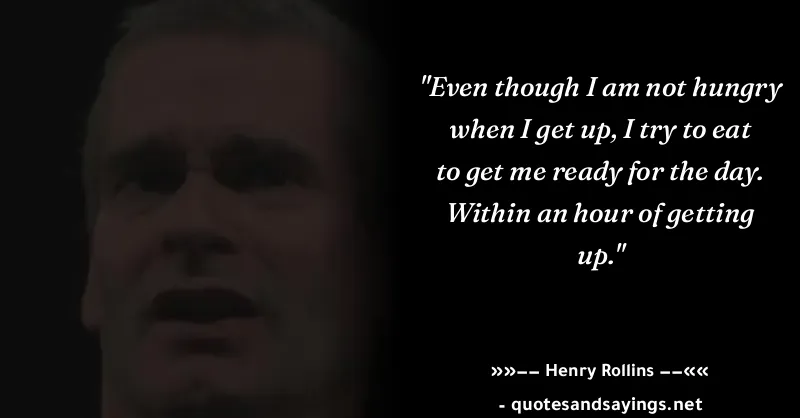 "Even though I am not hungry
when I get up, I try to eat
to get me ready for the day.
Within an hour of getting
up."
»»−− Henry Rollins −−««
- quotesandsayings.net